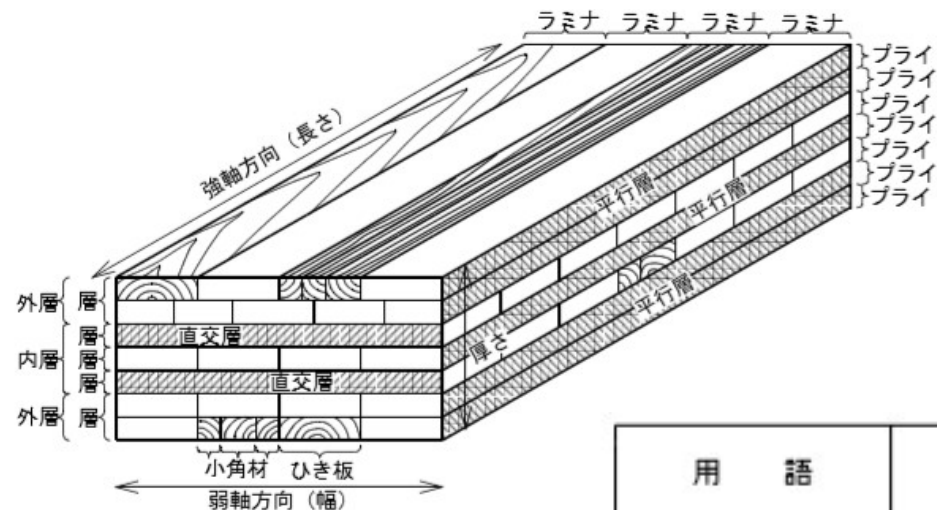 ラミナ ラミナ ラミナ ラミナ
プライ
プライ
プライ
プライ
プライ
プライ
プライ
強軸方向（長さ）
平行層
平行層
平行層
厚さ
外層 層
層 直交層
内層 層
層 直交層
外層 層
小角材 ひき板
弱軸方向（幅）
用語